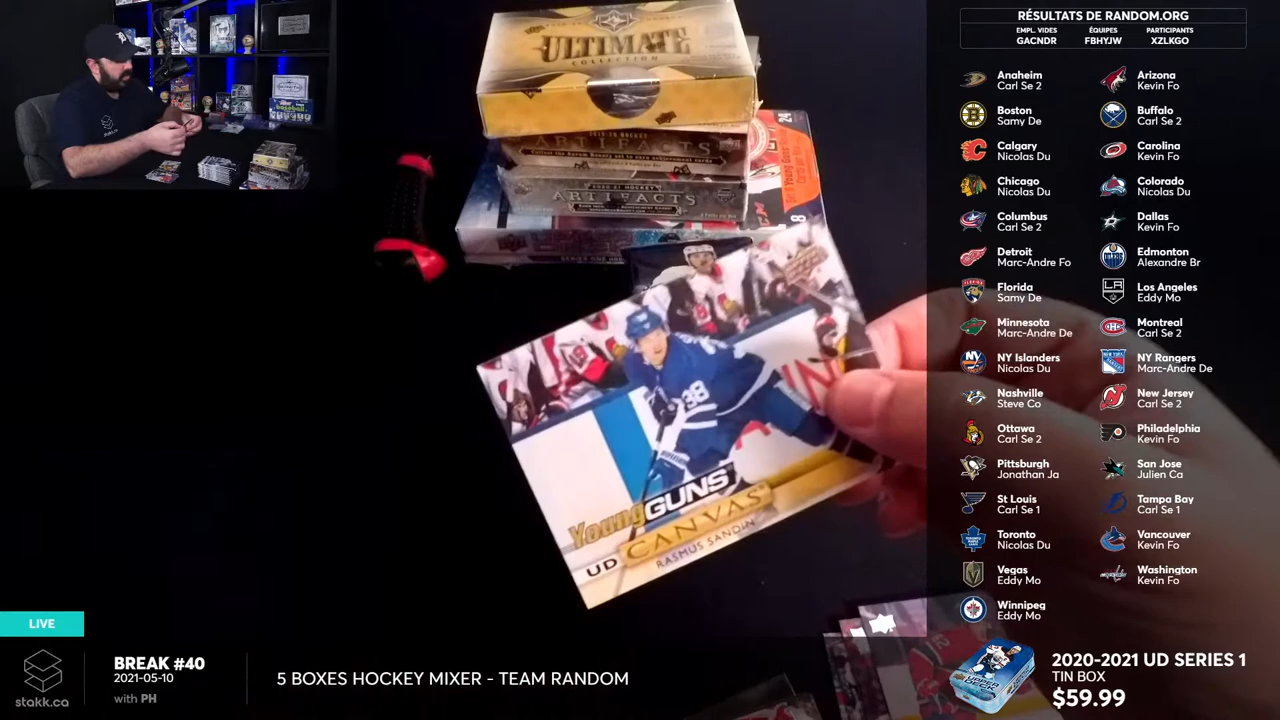 RÉSULTATS DE RANDOM.ORG
EMPL. VIDES
GACNDR
ÉQUIPES
FBHYJW
PARTICIPANTS
XZLKGO
Anaheim
Carl Se 2
Arizona
Kevin Fo
Boston
Samy De
Buffalo
Carl Se 2
Calgary
Nicolas Du
Carolina
Kevin Fo
Chicago
Nicolas Du
Colorado
Nicolas Du
Columbus
Carl Se 2
Dallas
Kevin Fo
Detroit
Marc-Andre Fo
Edmonton
Alexandre Br
Florida
Samy De
Los Angeles
Eddy Mo
Minnesota
Marc-Andre De
Montreal
Carl Se 2
NY Islanders
Nicolas Du
NY Rangers
Marc-Andre De
Nashville
Steve Co
New Jersey
Carl Se 2
Ottawa
Carl Se 2
Philadelphia
Kevin Fo
Pittsburgh
Jonathan Ja
San Jose
Julien Ca
St Louis
Carl Se 1
Tampa Bay
Carl Se 1
Toronto
Nicolas Du
Vancouver
Kevin Fo
Vegas
Eddy Mo
Washington
Kevin Fo
Winnipeg
Eddy Mo
ULTIMATE
COLLECTION
ARTIFACTS
2020-21 HOCKEY
ARTIFACTS
24
8
38
Young GUNS
UD CANVAS
RASMUS SANDIN
LIVE
stakk.ca
BREAK #40
2021-05-10
with PH
5 BOXES HOCKEY MIXER - TEAM RANDOM
2020-2021 UD SERIES 1
TIN BOX
$59.99